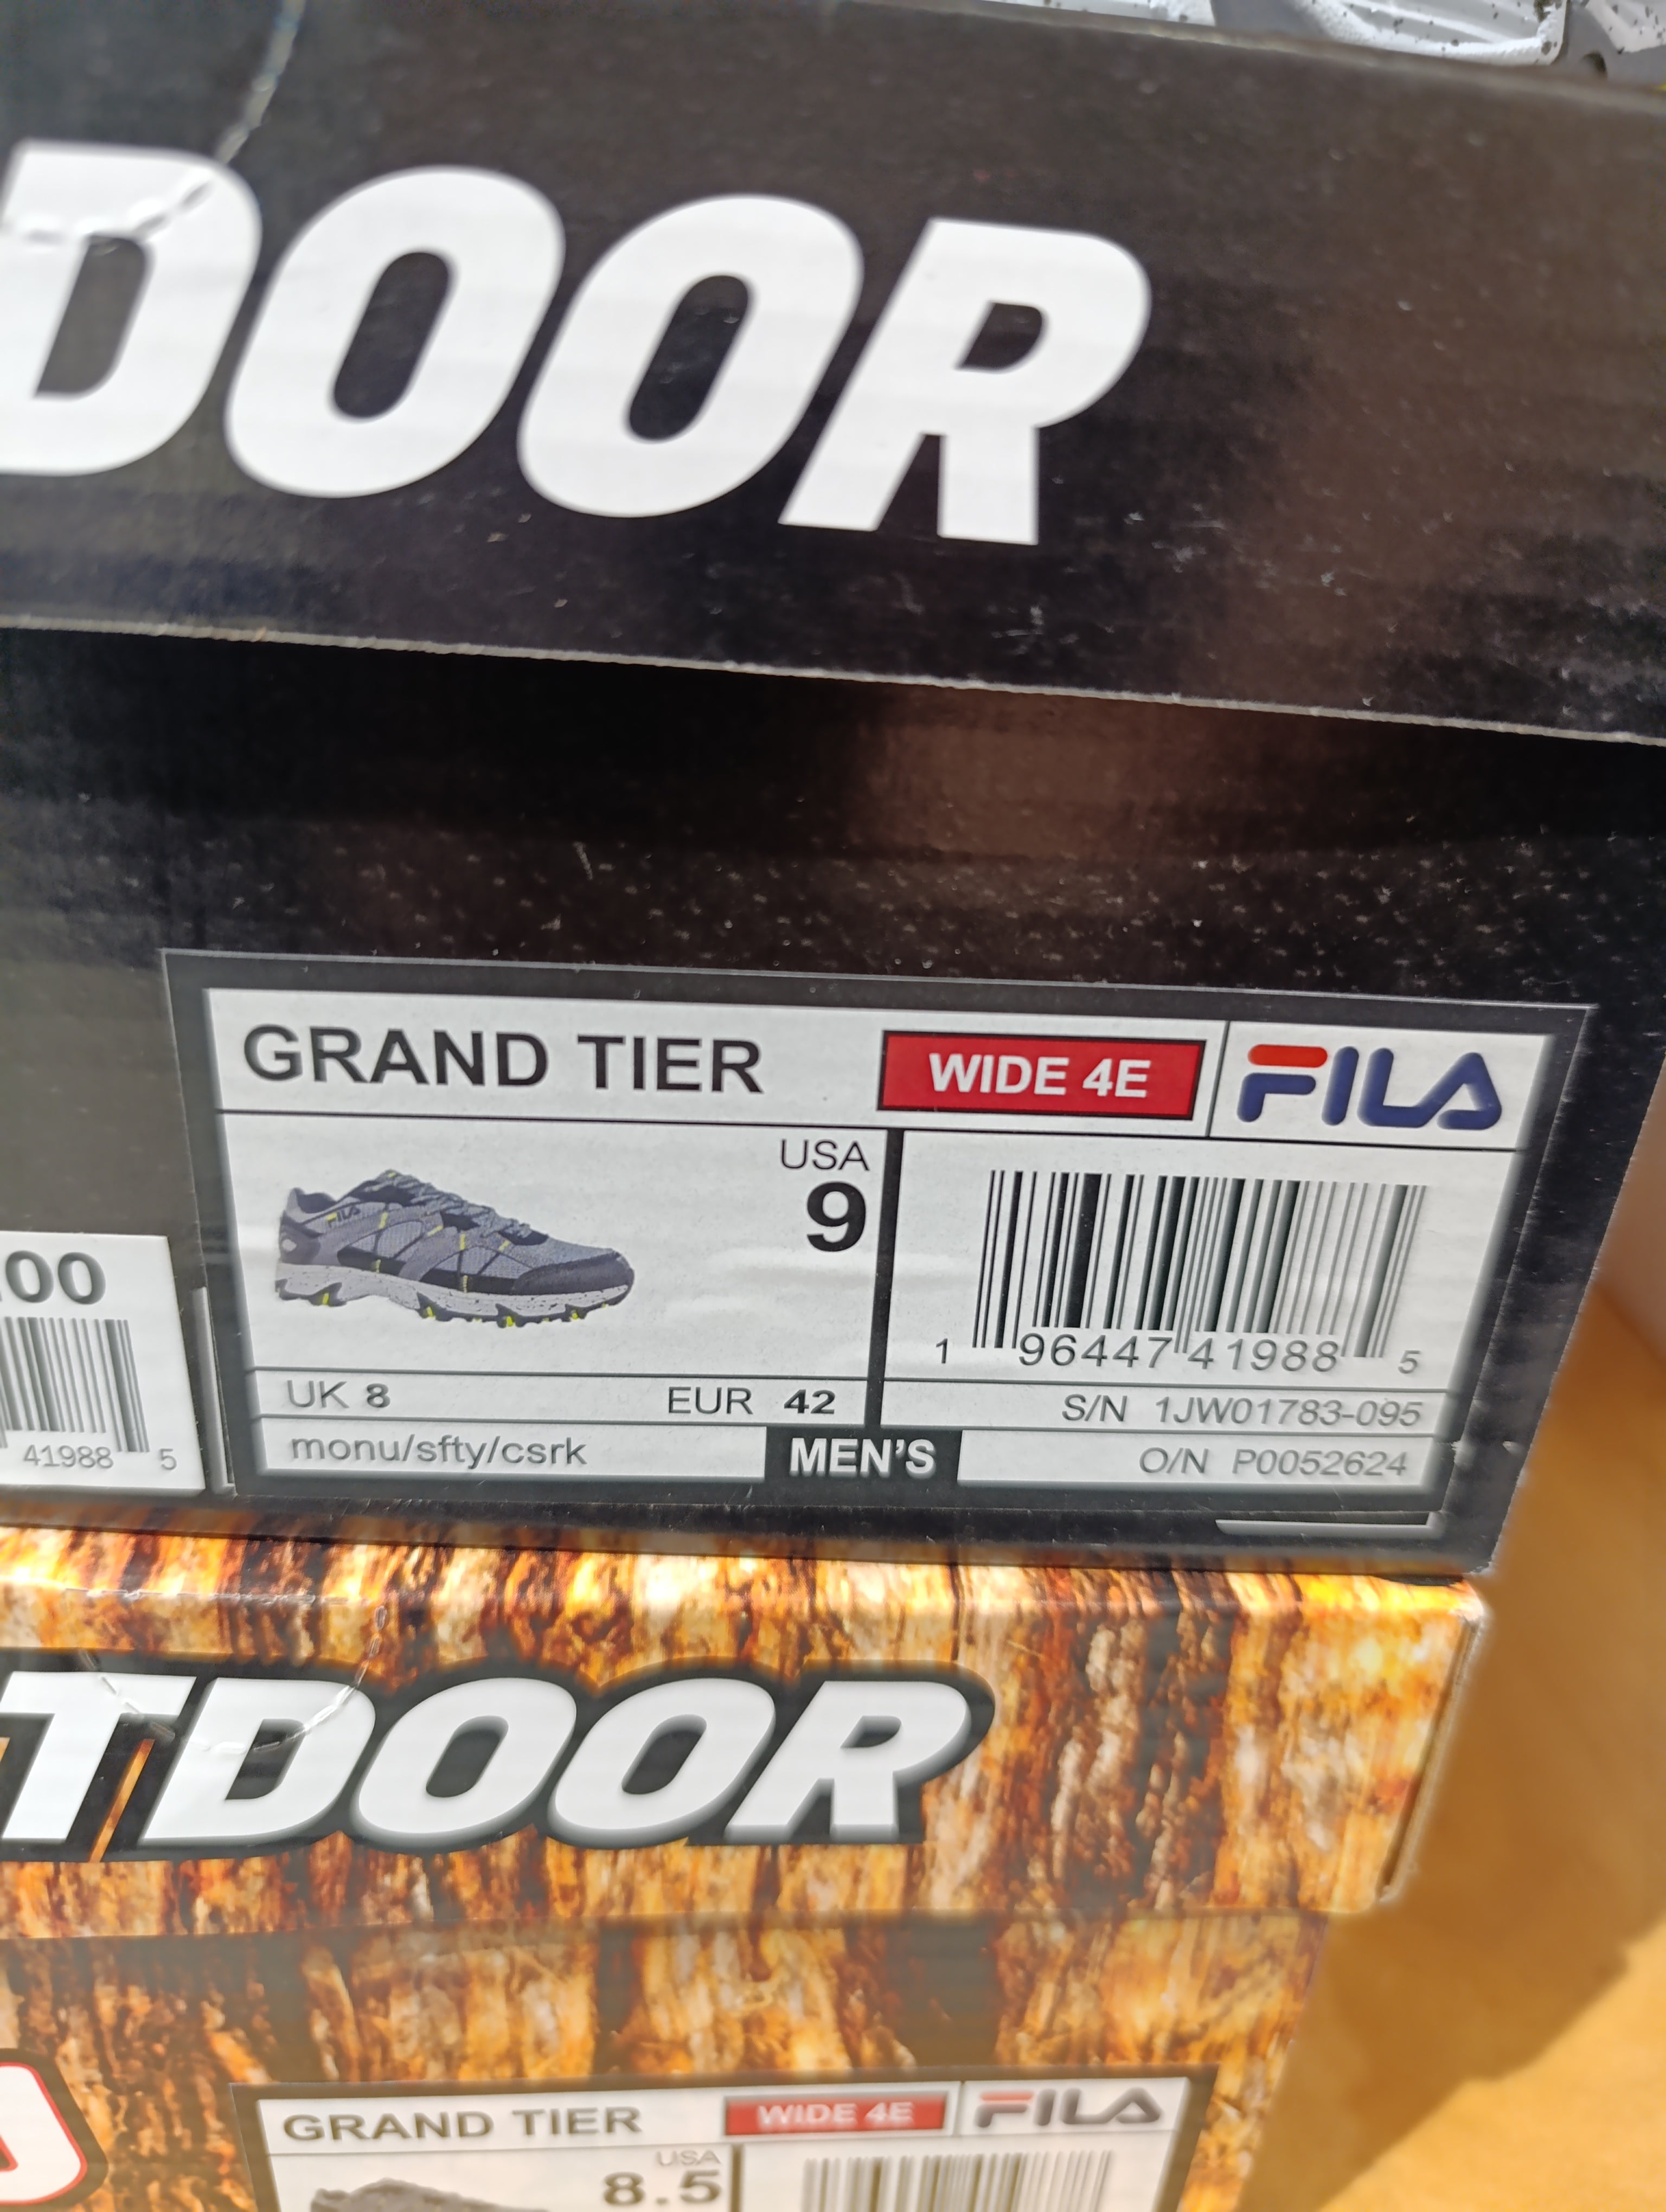 DOOR
GRAND TIER
WIDE 4E
FILA
FILA
USA
9
1 96447 41988 5
UK 8
EUR 42
S/N 1JW01783-095
monu/sfty/csrk
MEN'S
O/N P0052624
.00
41988 5
TDOOR
GRAND TIER
WIDE 4E
FILA
USA
8.5